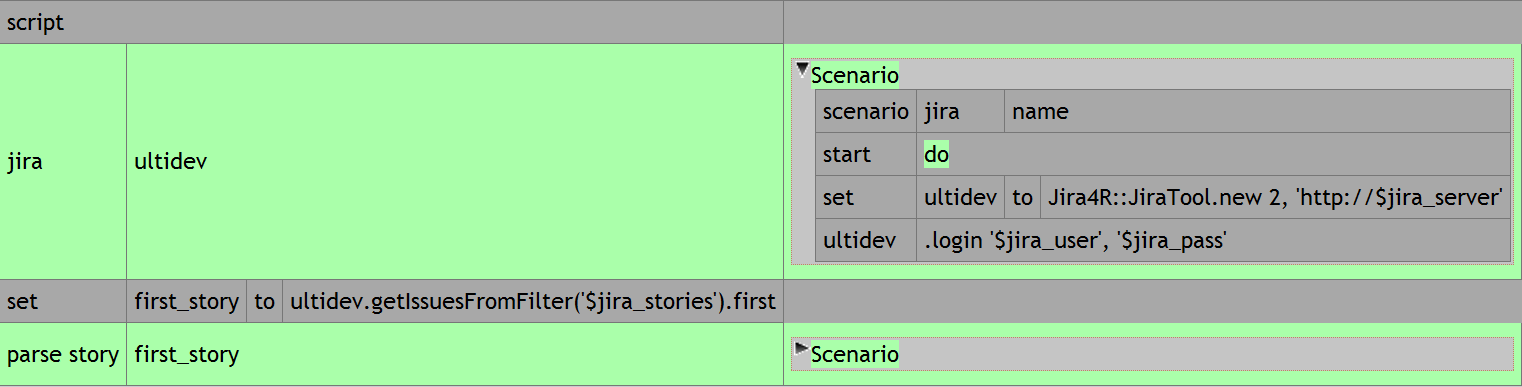 script
jira ultidev Scenario
scenario jira name
start do
set ultidev to Jira4R::JiraTool.new 2, 'http://$jira_server'
ultidev .login '$jira_user', '$jira_pass'
set first_story to ultidev.getIssuesFromFilter('$jira_stories').first
parse story first_story Scenario